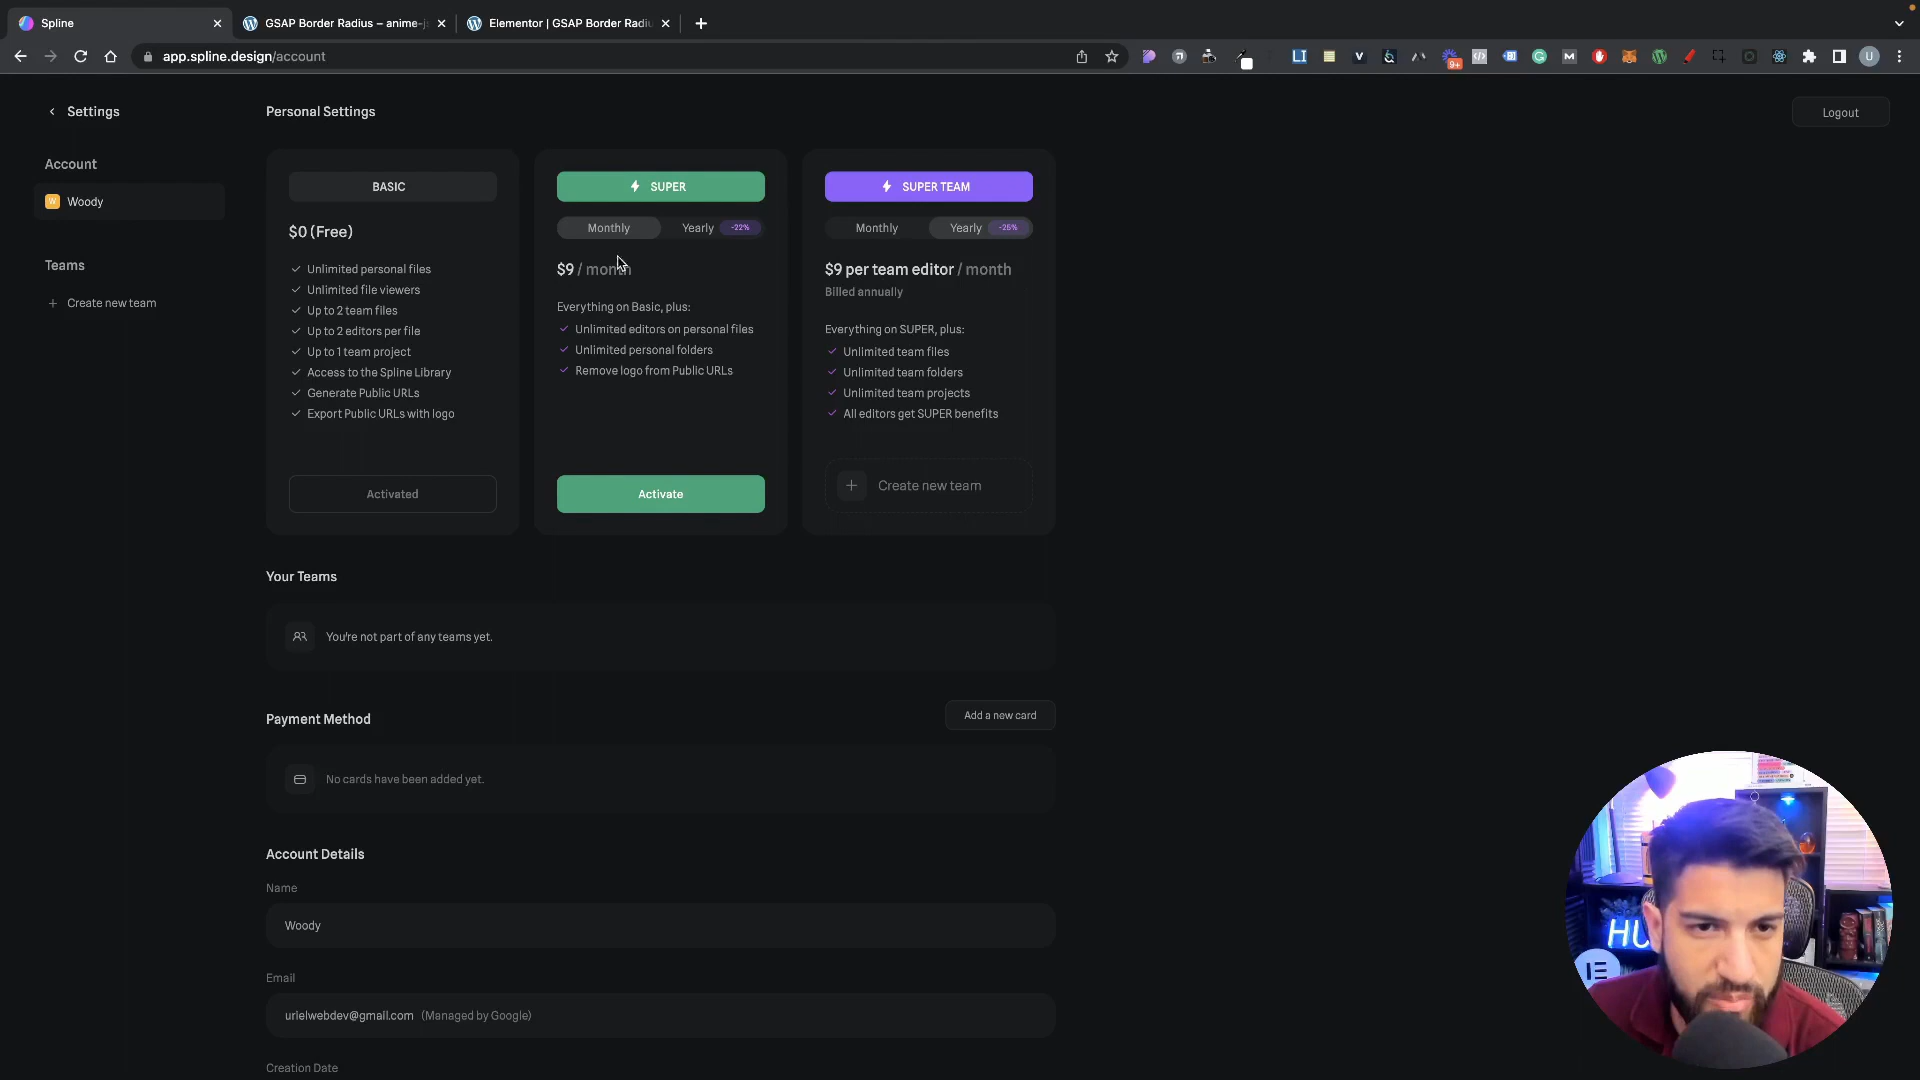 Spline
GSAP Border Radius – anime-j
Elementor | GSAP Border Radiu
app.spline.design/account
9+
U
Settings
Personal Settings
Logout
Account
W
Woody
Teams
Create new team
BASIC
$0 (Free)
Unlimited personal files
Unlimited file viewers
Up to 2 team files
Up to 2 editors per file
Up to 1 team project
Access to the Spline Library
Generate Public URLs
Export Public URLs with logo
Activated
SUPER
Monthly
Yearly
-22%
$9 / month
Everything on Basic, plus:
Unlimited editors on personal files
Unlimited personal folders
Remove logo from Public URLs
Activate
SUPER TEAM
Monthly
Yearly
-25%
$9 per team editor / month
Billed annually
Everything on SUPER, plus:
Unlimited team files
Unlimited team folders
Unlimited team projects
All editors get SUPER benefits
Create new team
Your Teams
You're not part of any teams yet.
Payment Method
Add a new card
No cards have been added yet.
Account Details
Name
Woody
Email
urielwebdev@gmail.com (Managed by Google)
Creation Date
HU